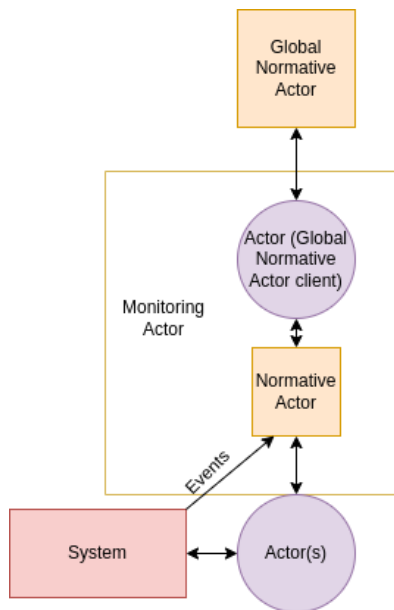 Global
Normative
Actor
Actor (Global
Normative
Actor client)
Monitoring
Actor
Normative
Actor
Events
System
Actor(s)